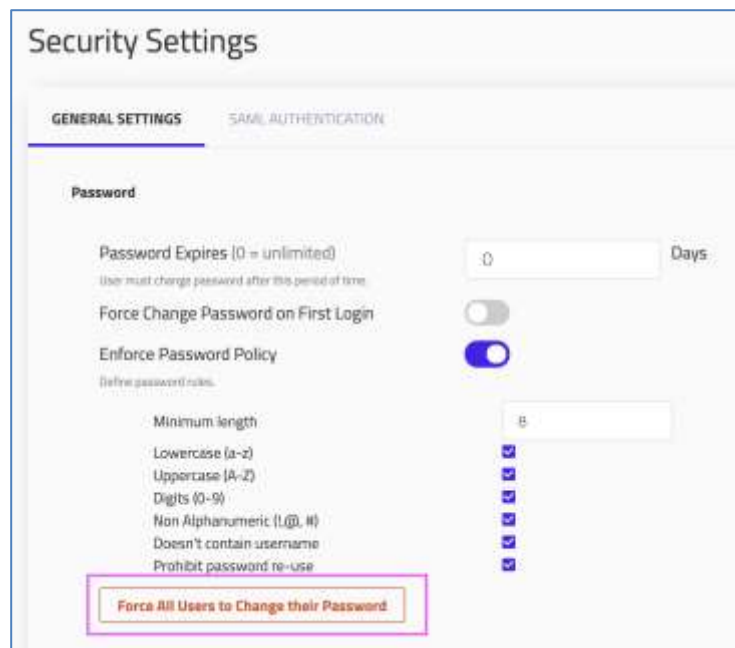 Security Settings
GENERAL SETTINGS SAML AUTHENTICATION
Password
Password Expires (0 = unlimited) 0 Days
User must change password after this period of time.
Force Change Password on First Login
Enforce Password Policy
Define password rules.
Minimum length 8
Lowercase (a-z)
Uppercase (A-Z)
Digits (0-9)
Non Alphanumeric (!,@, #)
Doesn't contain username
Prohibit password re-use
Force All Users to Change their Password